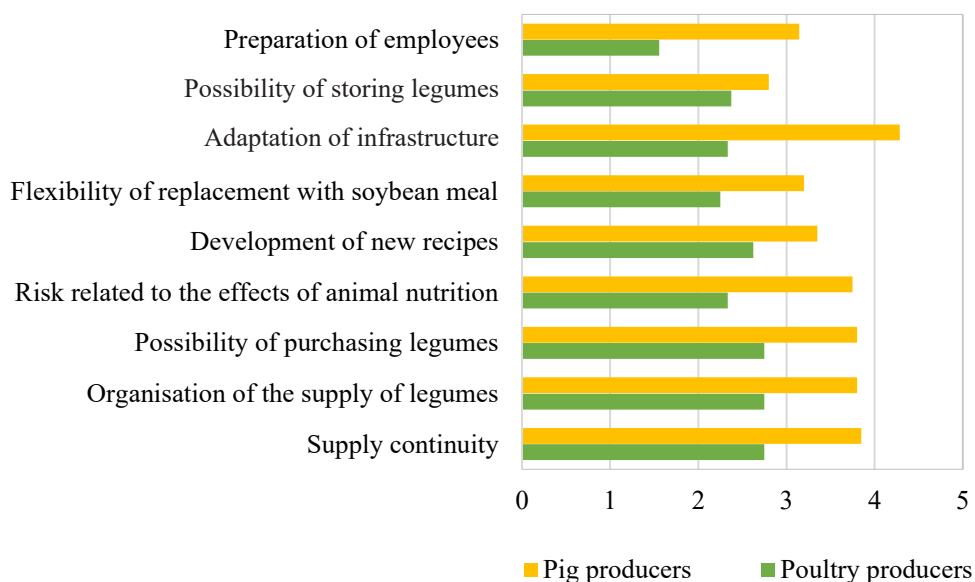 Preparation of employees
Possibility of storing legumes
Adaptation of infrastructure
Flexibility of replacement with soybean meal
Development of new recipes
Risk related to the effects of animal nutrition
Possibility of purchasing legumes
Organisation of the supply of legumes
Supply continuity
0 1 2 3 4 5
Pig producers Poultry producers